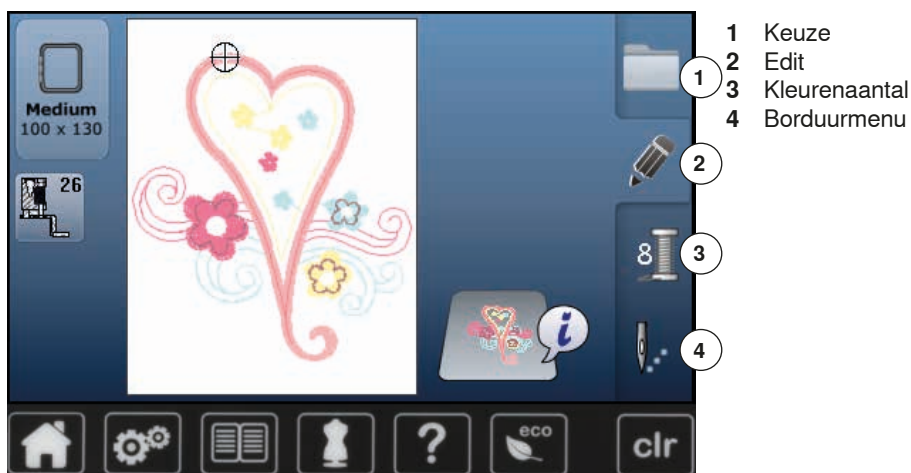 Medium
100 x 130
26
8
i
?
eco
clr
1
2
3
4
1 Keuze
2 Edit
3 Kleurenaantal
4 Borduurmenu